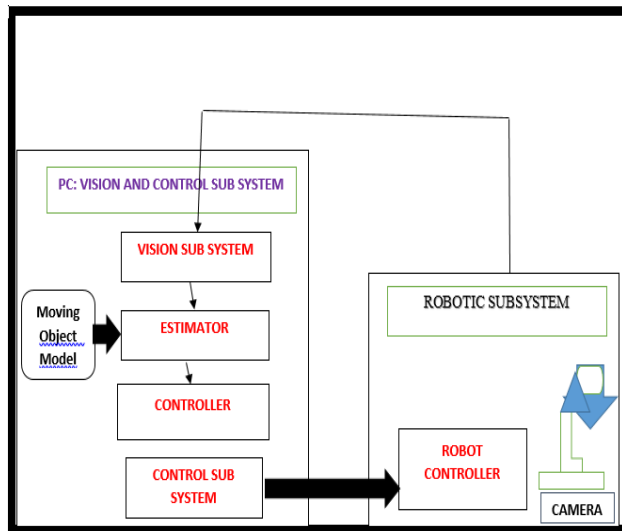 PC: VISION AND CONTROL SUB SYSTEM
VISION SUB SYSTEM
Moving
Object
Model
ESTIMATOR
CONTROLLER
CONTROL SUB
SYSTEM
ROBOTIC SUBSYSTEM
ROBOT
CONTROLLER
CAMERA